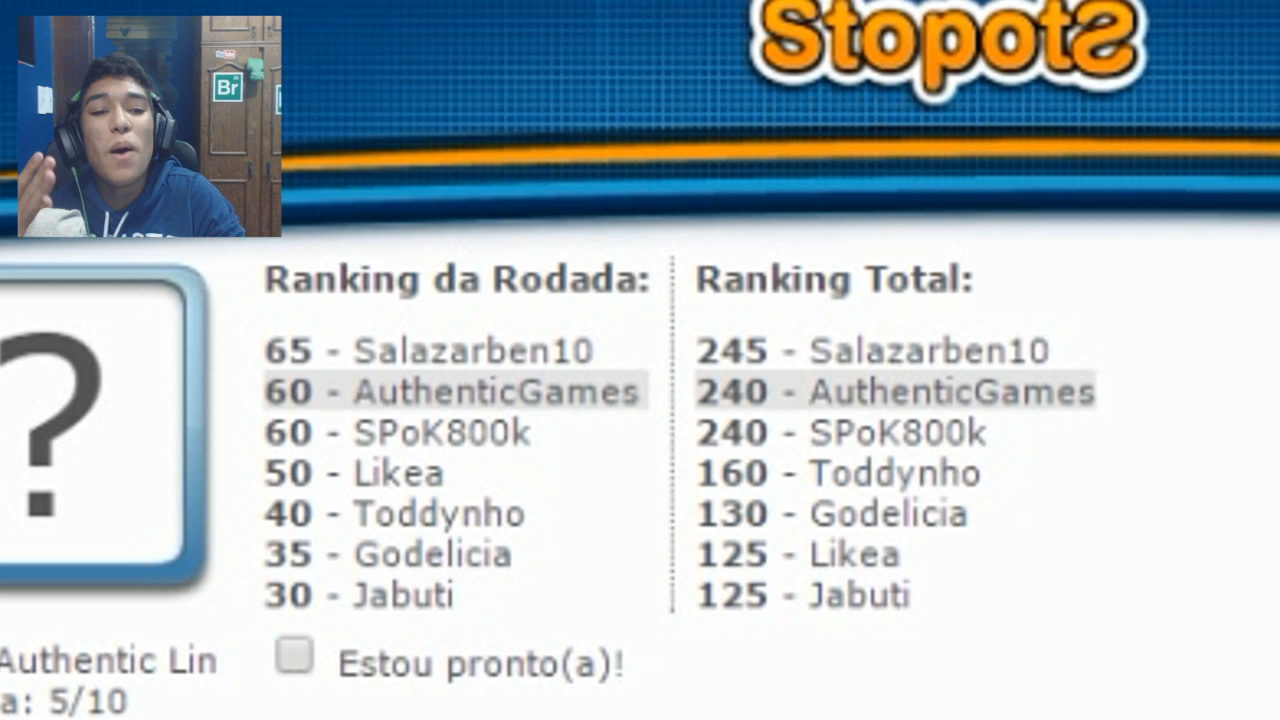 StopotS
Br
Ranking da Rodada:
65 - Salazarben10
60 - AuthenticGames
60 - SPoK800k
50 - Likea
40 - Toddynho
35 - Godelicia
30 - Jabuti
Ranking Total:
245 - Salazarben10
240 - AuthenticGames
240 - SPoK800k
160 - Toddynho
130 - Godelicia
125 - Likea
125 - Jabuti
?
Authentic Lin
a: 5/10
Estou pronto(a)!